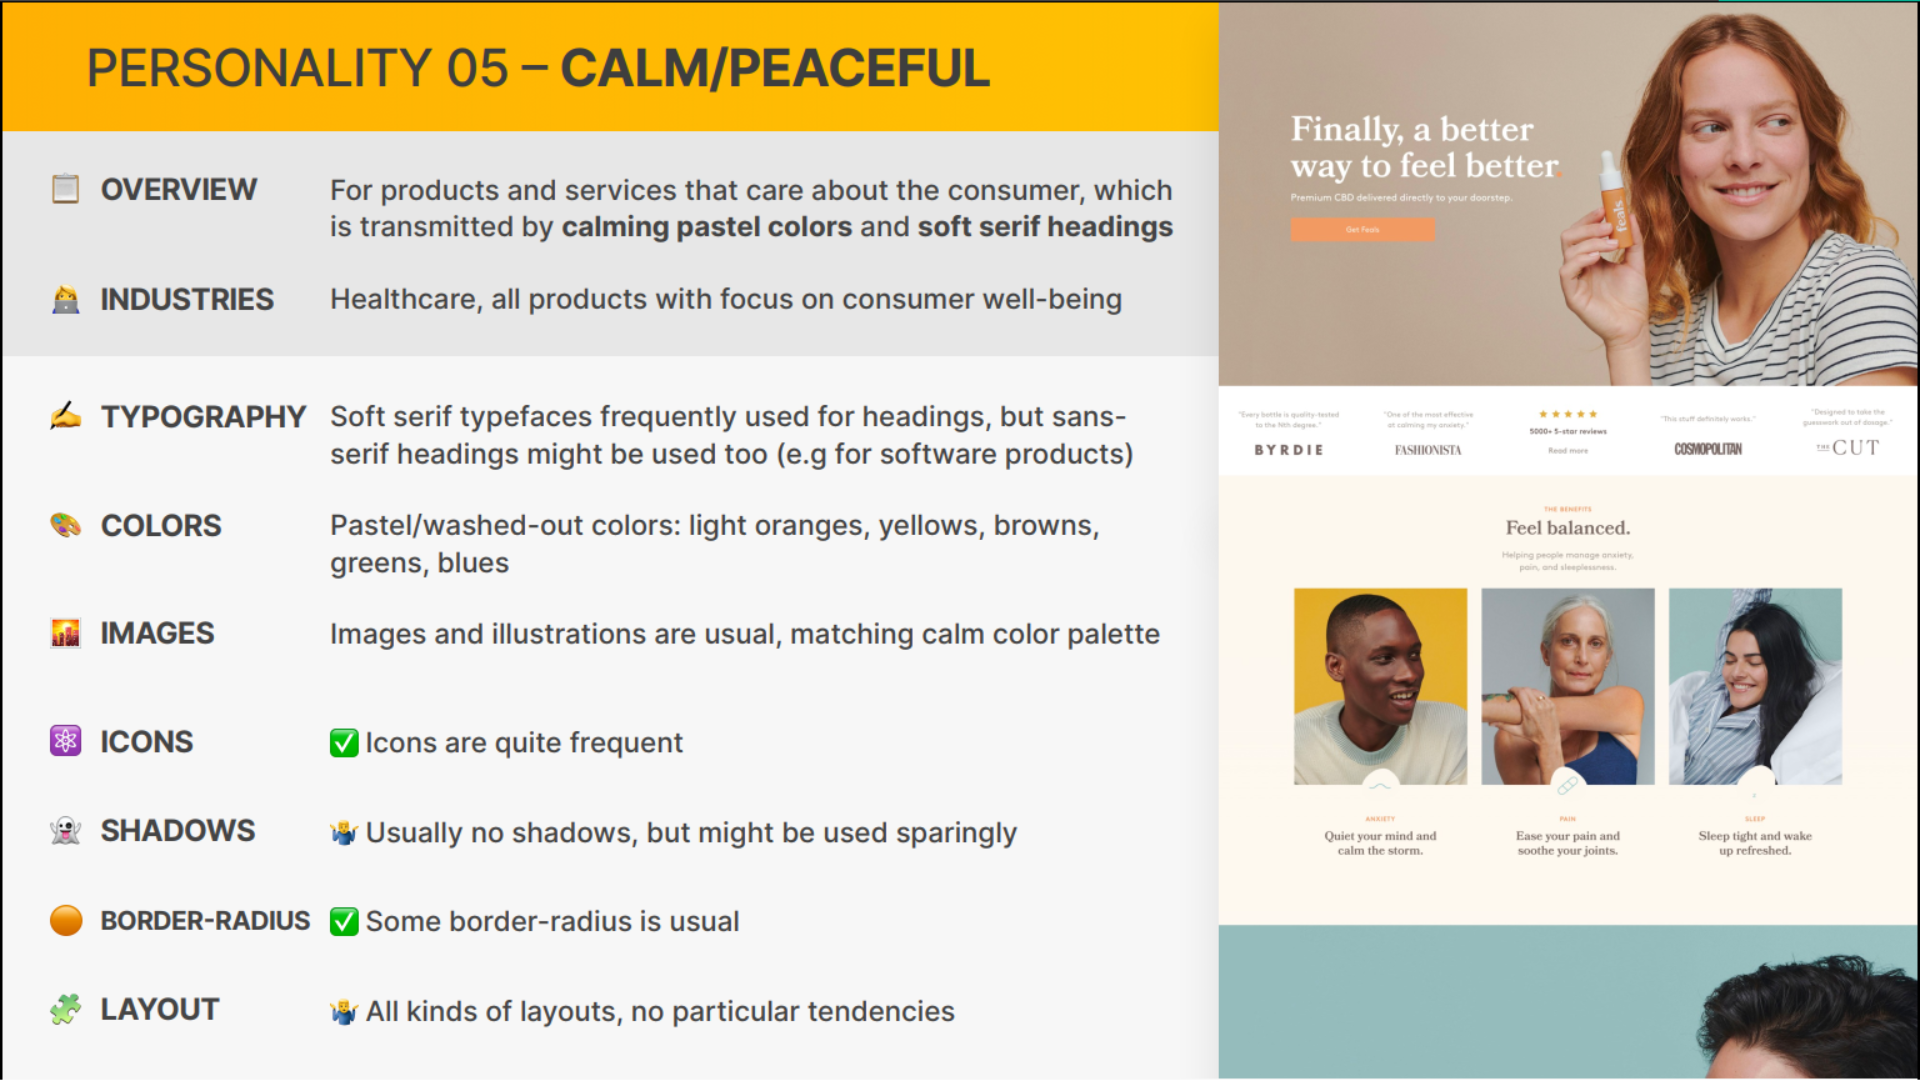 PERSONALITY 05 – CALM/PEACEFUL
OVERVIEW
For products and services that care about the consumer, which
is transmitted by calming pastel colors and soft serif headings
INDUSTRIES
Healthcare, all products with focus on consumer well-being
TYPOGRAPHY
Soft serif typefaces frequently used for headings, but sans-
serif headings might be used too (e.g for software products)
COLORS
Pastel/washed-out colors: light oranges, yellows, browns,
greens, blues
IMAGES
Images and illustrations are usual, matching calm color palette
ICONS
Icons are quite frequent
SHADOWS
Usually no shadows, but might be used sparingly
BORDER-RADIUS
Some border-radius is usual
LAYOUT
All kinds of layouts, no particular tendencies
Finally, a better
way to feel better.
Premium CBD delivered directly to your doorstep.
Get Feals
feals
"Every bottle is quality-tested
to the Nth degree."
BYRDIE
"One of the most effective
at calming my anxiety."
FASHIONISTA
5000+ 5-star reviews
Read more
"This stuff definitely works."
COSMOPOLITAN
"Designed to take the
guesswork out of dosage."
THE CUT
THE BENEFITS
Feel balanced.
Helping people manage anxiety,
pain, and sleeplessness.
ANXIETY
Quiet your mind and
calm the storm.
PAIN
Ease your pain and
soothe your joints.
SLEEP
Sleep tight and wake
up refreshed.